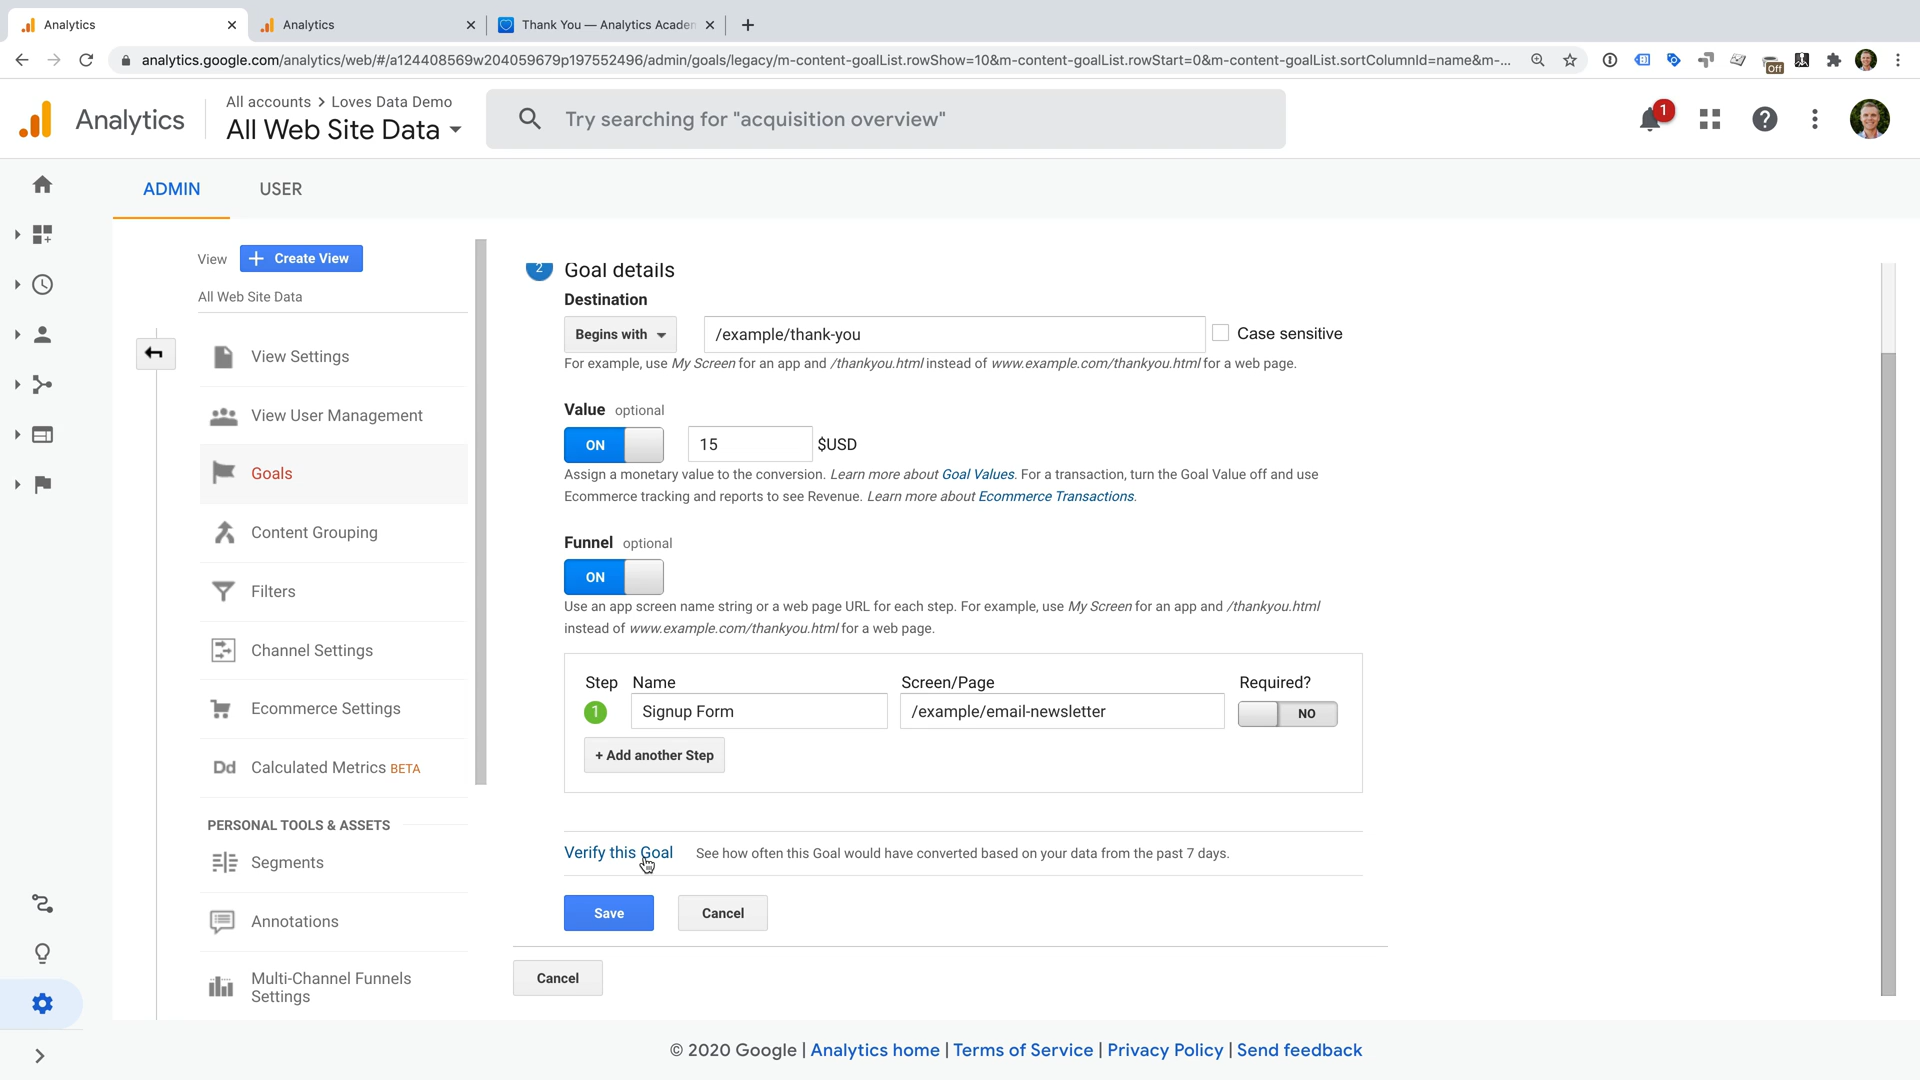 Analytics
Analytics
Thank You — Analytics Academ
analytics.google.com/analytics/web/#/a124408569w204059679p197552496/admin/goals/legacy/m-content-goalList.rowShow=10&m-content-goalList.rowStart=0&m-content-goalList.sortColumnId=name&m-...
Off
Analytics
All accounts > Loves Data Demo
All Web Site Data
Try searching for "acquisition overview"
1
ADMIN
USER
View
+ Create View
All Web Site Data
View Settings
View User Management
Goals
Content Grouping
Filters
Channel Settings
Ecommerce Settings
Dd Calculated Metrics BETA
PERSONAL TOOLS & ASSETS
Segments
Annotations
Multi-Channel Funnels
Settings
2 Goal details
Destination
Begins with
/example/thank-you
Case sensitive
For example, use My Screen for an app and /thankyou.html instead of www.example.com/thankyou.html for a web page.
Value optional
ON
15
$USD
Assign a monetary value to the conversion. Learn more about Goal Values. For a transaction, turn the Goal Value off and use
Ecommerce tracking and reports to see Revenue. Learn more about Ecommerce Transactions.
Funnel optional
ON
Use an app screen name string or a web page URL for each step. For example, use My Screen for an app and /thankyou.html
instead of www.example.com/thankyou.html for a web page.
Step Name Screen/Page Required?
1 Signup Form /example/email-newsletter NO
+ Add another Step
Verify this Goal See how often this Goal would have converted based on your data from the past 7 days.
Save Cancel
Cancel
© 2020 Google | Analytics home | Terms of Service | Privacy Policy | Send feedback